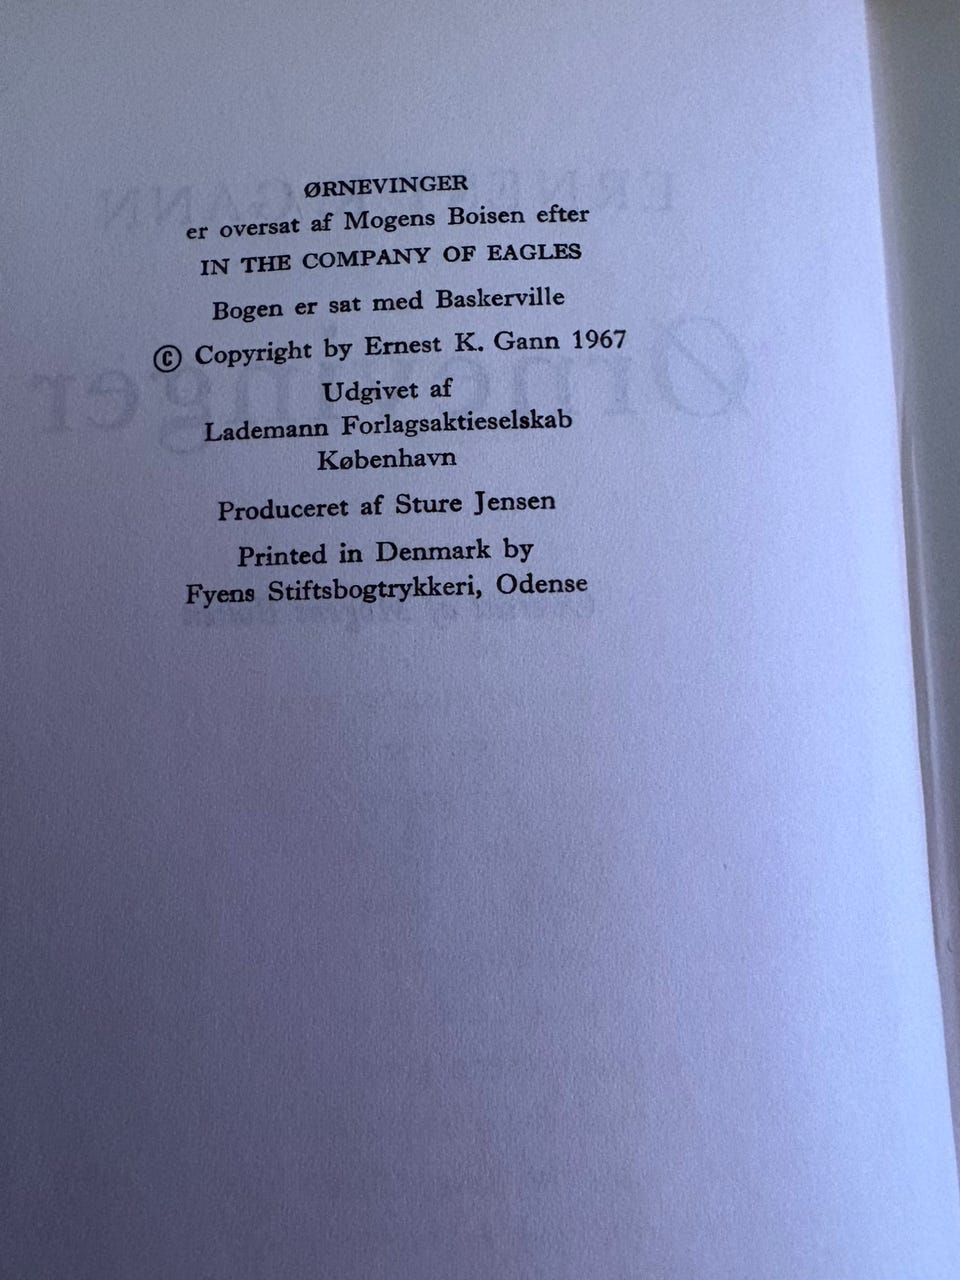 ØRNEVINGER
er oversat af Mogens Boisen efter
IN THE COMPANY OF EAGLES
Bogen er sat med Baskerville
© Copyright by Ernest K. Gann 1967
Udgivet af
Lademann Forlagsaktieselskab
København
Produceret af Sture Jensen
Printed in Denmark by
Fyens Stiftsbogtrykkeri, Odense